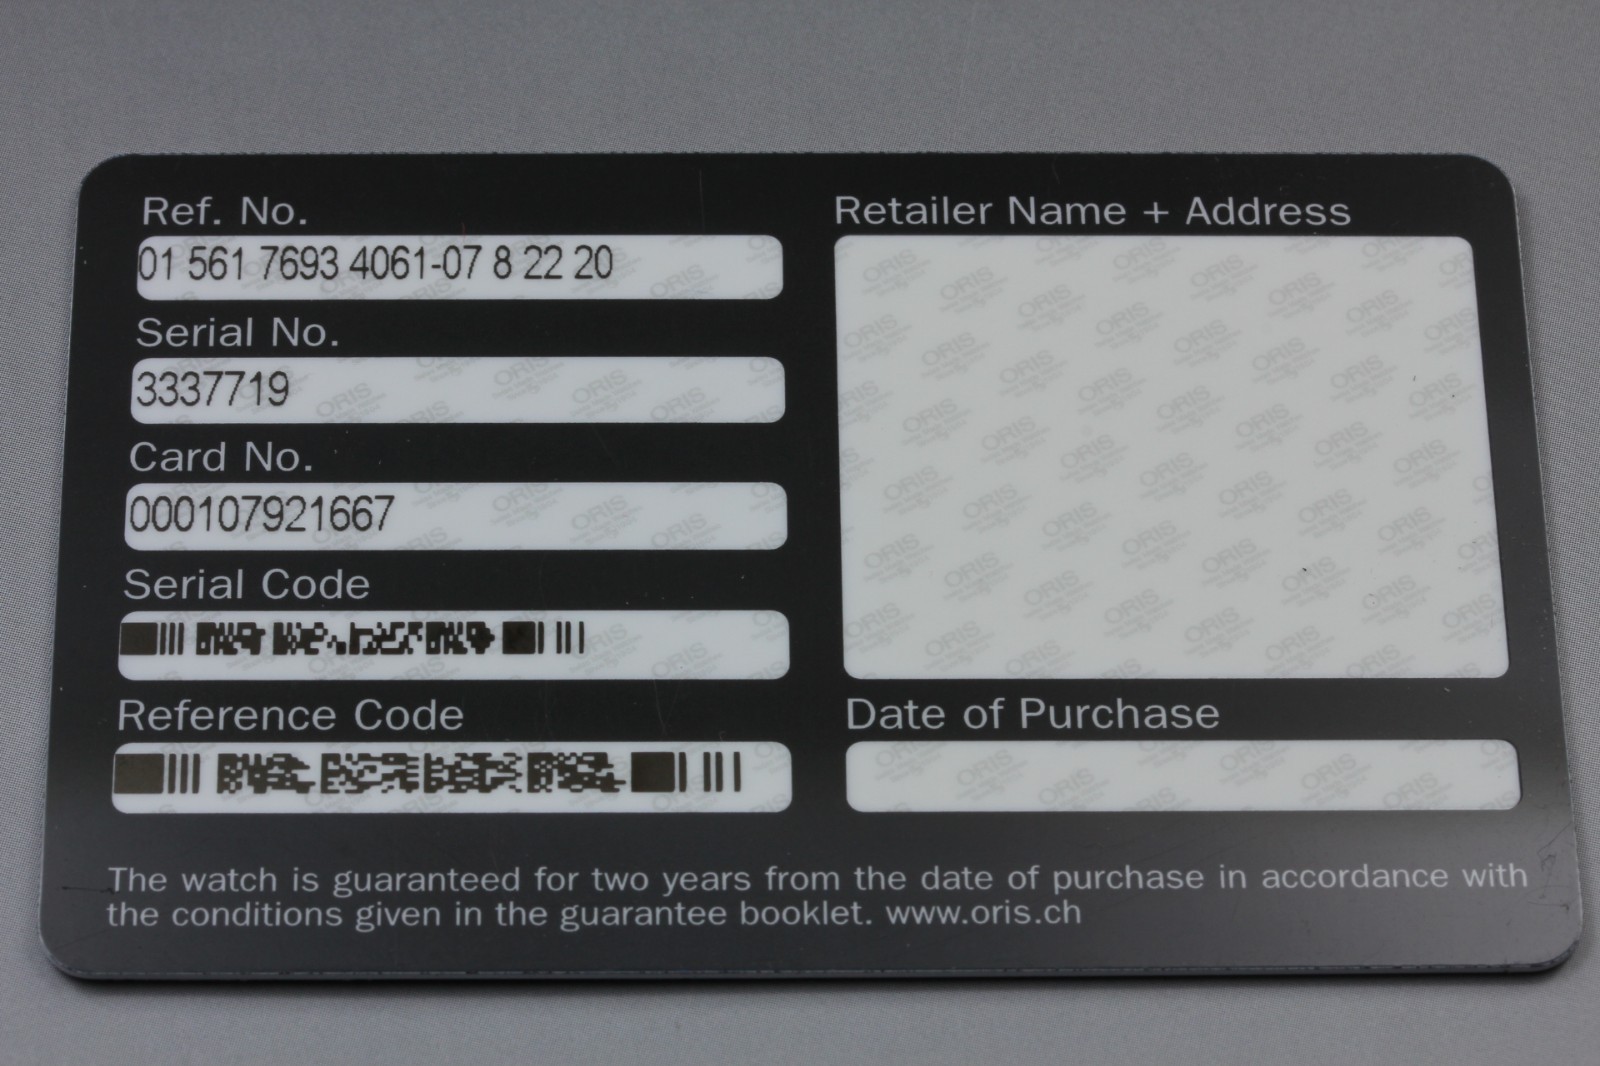 Ref. No.
01 561 7693 4061-07 8 22 20
Serial No.
3337719
Card No.
000107921667
Serial Code
Reference Code
Retailer Name + Address
ORIS
Date of Purchase
The watch is guaranteed for two years from the date of purchase in accordance with
the conditions given in the guarantee booklet. www.oris.ch